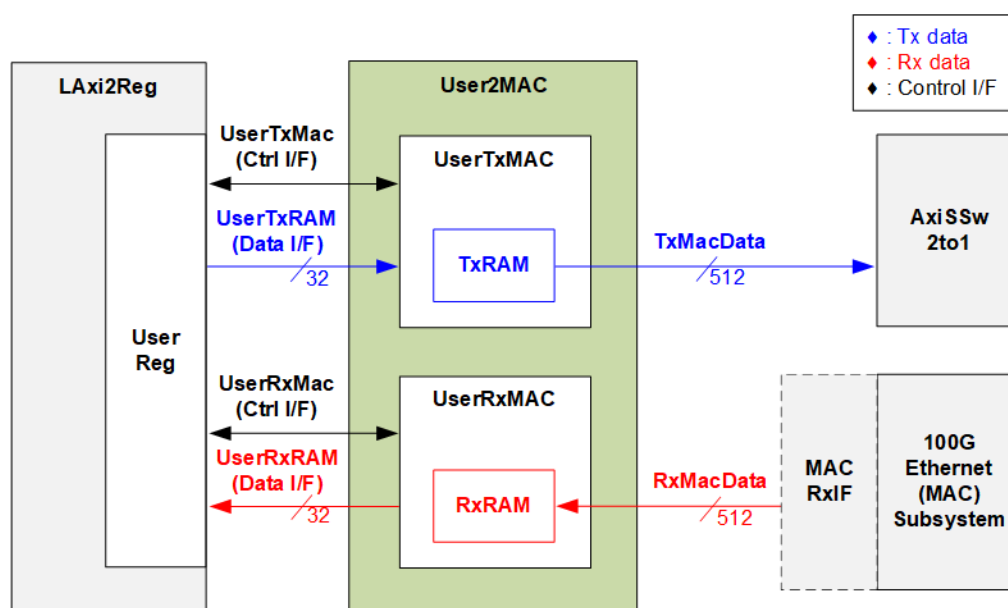 ♦ : Tx data
♦ : Rx data
♦ : Control I/F
LAxi2Reg
User2MAC
UserTxMac
(Ctrl I/F)
UserTxMAC
UserTxRAM
(Data I/F)
32
TxRAM
TxMacData
512
AxiSSw
2to1
User
Reg
UserRxMac
(Ctrl I/F)
UserRxMAC
UserRxRAM
(Data I/F)
32
RxRAM
RxMacData
512
MAC
RxIF
100G
Ethernet
(MAC)
Subsystem